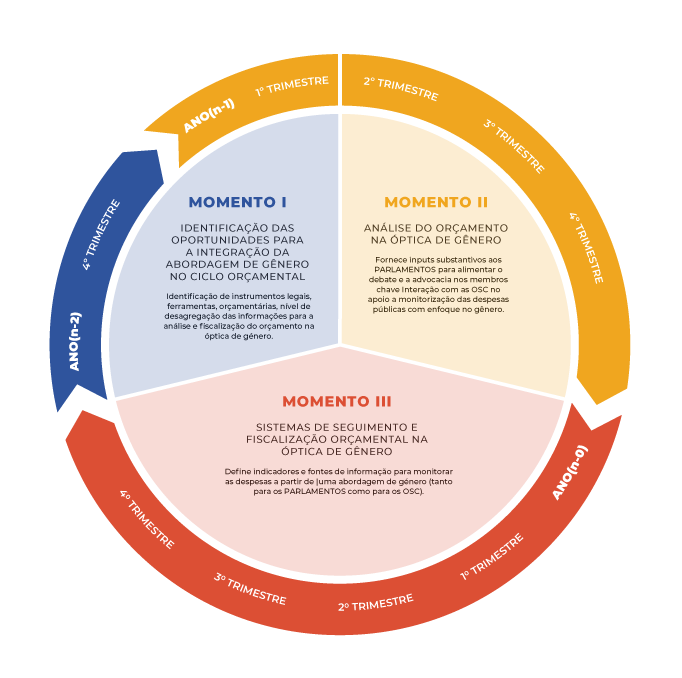 ANO(n-1)
1º TRIMESTRE
2º TRIMESTRE
3º TRIMESTRE
4º TRIMESTRE
ANO(n-2)
4º TRIMESTRE
MOMENTO I
IDENTIFICAÇÃO DAS
OPORTUNIDADES PARA
A INTEGRAÇÃO DA
ABORDAGEM DE GÊNERO
NO CICLO ORÇAMENTAL
Identificação de instrumentos legais,
ferramentas, orçamentárias, nível de
desagregação das informações para a
análise e fiscalização do orçamento na
óptica de gênero.
MOMENTO II
ANÁLISE DO ORÇAMENTO
NA ÓPTICA DE GÊNERO
Fornece inputs substantivos aos
PARLAMENTOS para alimentar o
debate e a advocacia nos membros
chave Interação com as OSC no
apoio a monitorização das despesas
públicas com enfoque no gênero.
MOMENTO III
SISTEMAS DE SEGUIMENTO E
FISCALIZAÇÃO ORÇAMENTAL NA
ÓPTICA DE GÊNERO
Define indicadores e fontes de informação para monitorar
as despesas a partir de |uma abordagem de género (tanto
para os PARLAMENTOS como para os OSC).
ANO(n-0)
1º TRIMESTRE
2º TRIMESTRE
3º TRIMESTRE
4º TRIMESTRE